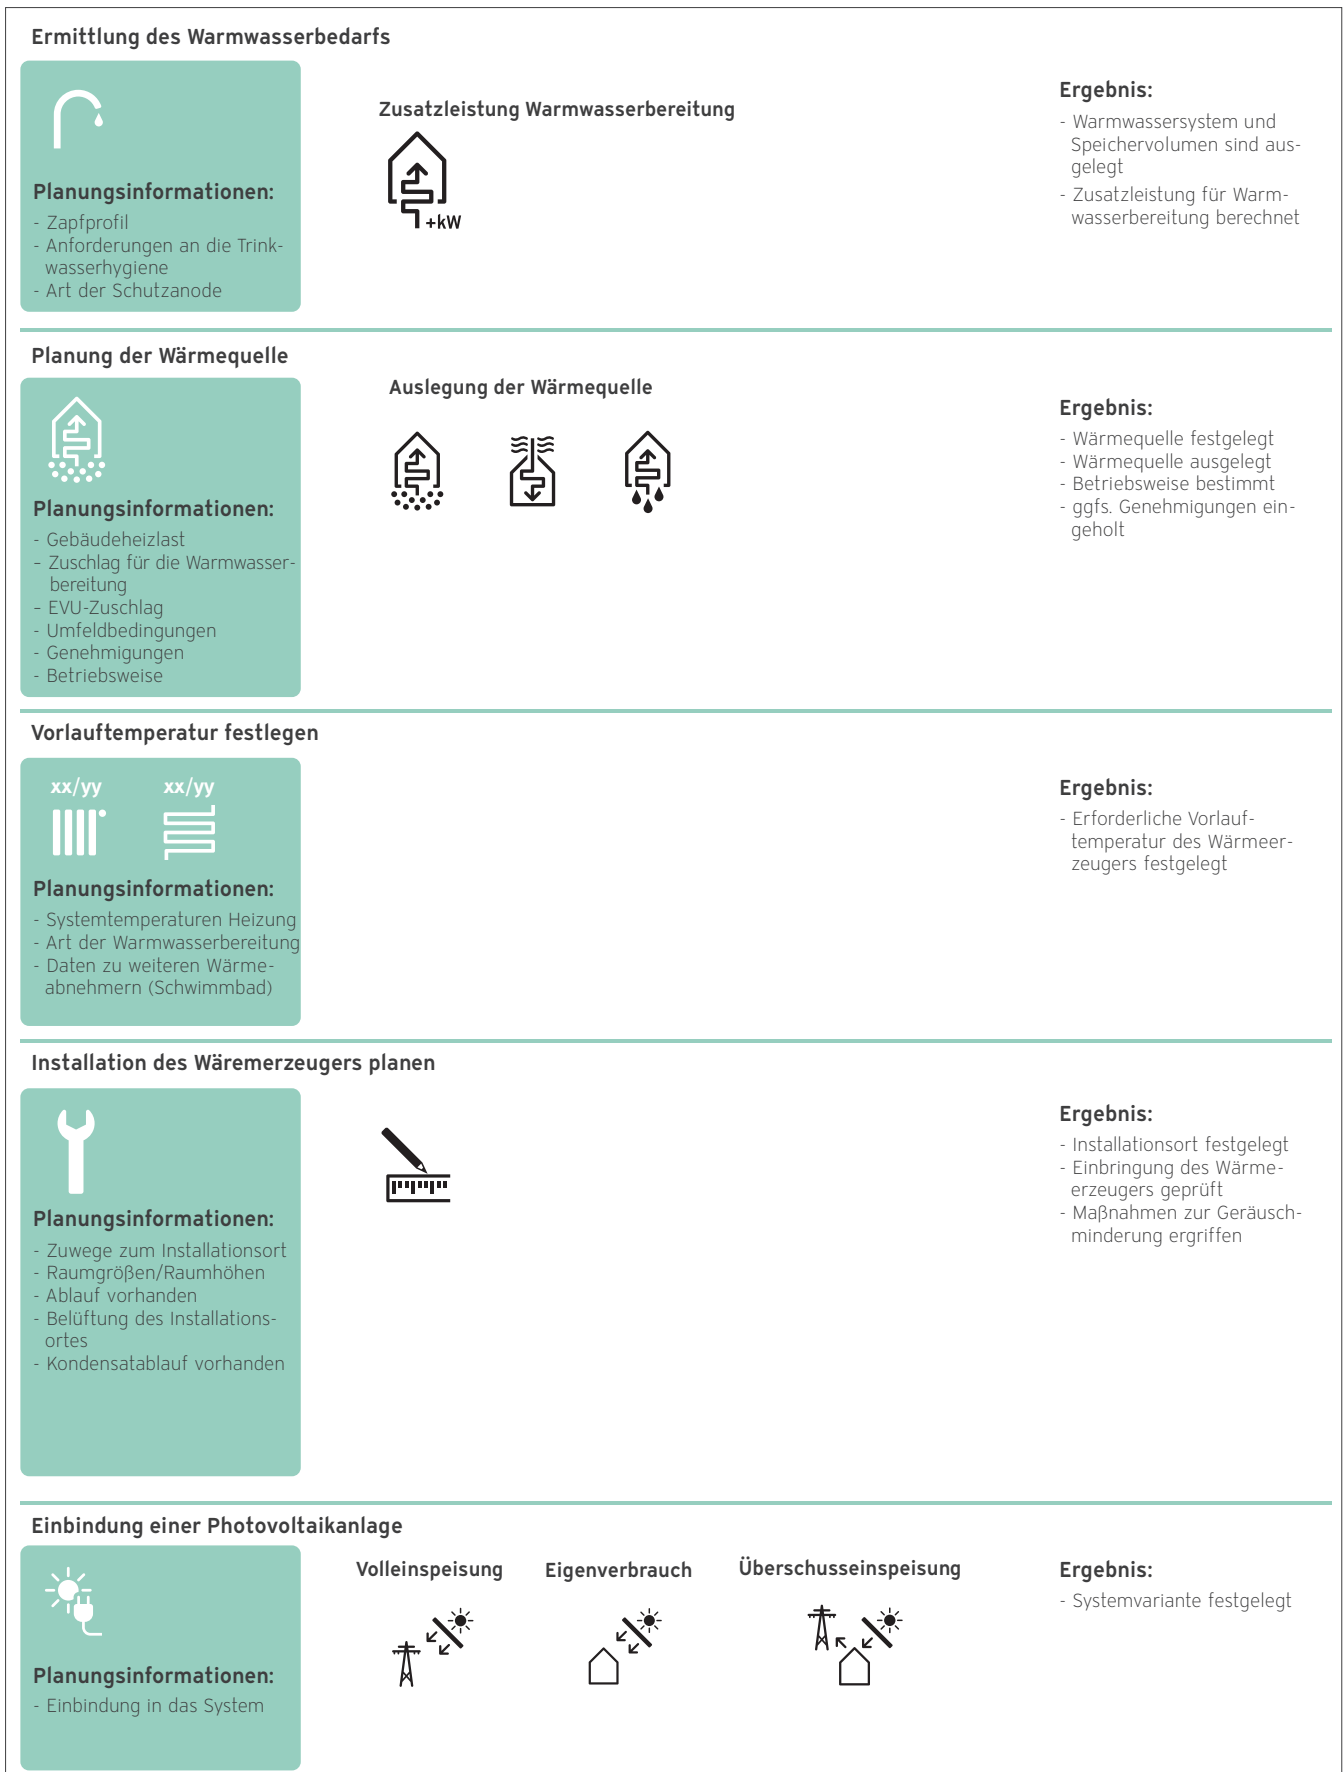 Ermittlung des Warmwasserbedarfs
Planungsinformationen:
- Zapfprofil
- Anforderungen an die Trink-
wasserhygiene
- Art der Schutzanode
Zusatzleistung Warmwasserbereitung
+kW
Ergebnis:
- Warmwassersystem und
Speichervolumen sind aus-
gelegt
- Zusatzleistung für Warm-
wasserbereitung berechnet
Planung der Wärmequelle
Planungsinformationen:
- Gebäudeheizlast
- Zuschlag für die Warmwasser-
bereitung
- EVU-Zuschlag
- Umfeldbedingungen
- Genehmigungen
- Betriebsweise
Auslegung der Wärmequelle
Ergebnis:
- Wärmequelle festgelegt
- Wärmequelle ausgelegt
- Betriebsweise bestimmt
- ggfs. Genehmigungen ein-
geholt
Vorlauftemperatur festlegen
xx/yy xx/yy
Planungsinformationen:
- Systemtemperaturen Heizung
- Art der Warmwasserbereitung
- Daten zu weiteren Wärme-
abnehmern (Schwimmbad)
Ergebnis:
- Erforderliche Vorlauf-
temperatur des Wärmeer-
zeugers festgelegt
Installation des Wäremerzeugers planen
Planungsinformationen:
- Zuwege zum Installationsort
- Raumgrößen/Raumhöhen
- Ablauf vorhanden
- Belüftung des Installations-
ortes
- Kondensatablauf vorhanden
Ergebnis:
- Installationsort festgelegt
- Einbringung des Wärme-
erzeugers geprüft
- Maßnahmen zur Geräusch-
minderung ergriffen
Einbindung einer Photovoltaikanlage
Planungsinformationen:
- Einbindung in das System
Volleinspeisung
Eigenverbrauch
Überschusseinspeisung
Ergebnis:
- Systemvariante festgelegt